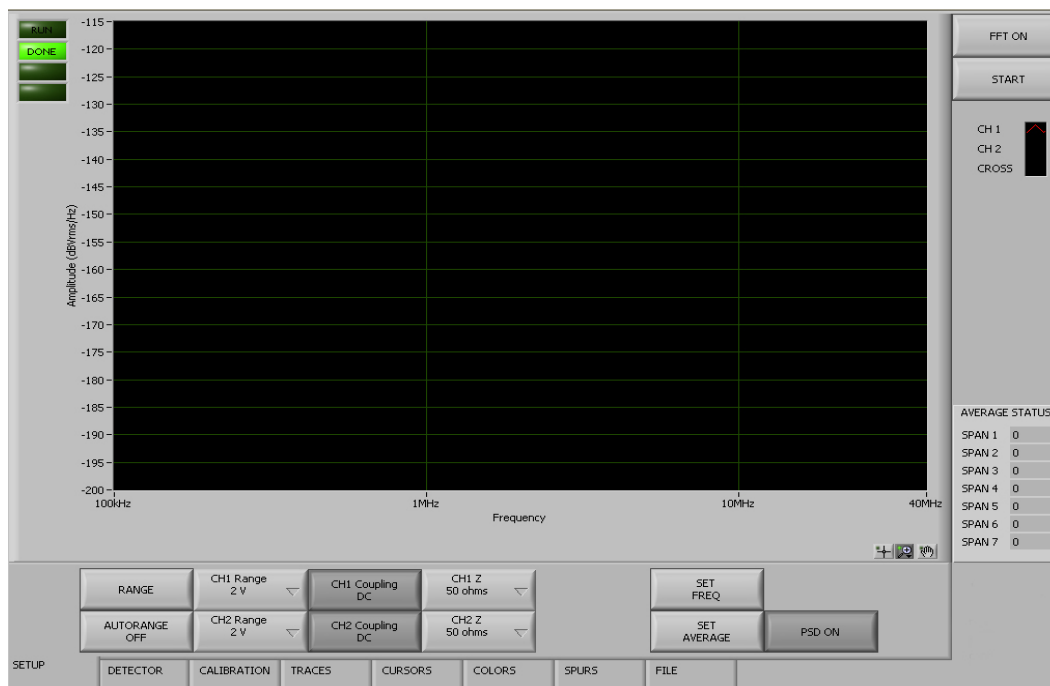 RUN
DONE
-115
-120
-125
-130
-135
-140
-145
-150
-155
-160
-165
-170
-175
-180
-185
-190
-195
-200
Amplitude (dBVrms/Hz)
100kHz
1MHz
10MHz
40MHz
Frequency
FFT ON
START
CH 1
CH 2
CROSS
AVERAGE STATUS
SPAN 1 0
SPAN 2 0
SPAN 3 0
SPAN 4 0
SPAN 5 0
SPAN 6 0
SPAN 7 0
RANGE
CH1 Range
2 V
CH1 Coupling
DC
CH1 Z
50 ohms
SET
FREQ
AUTORANGE
OFF
CH2 Range
2 V
CH2 Coupling
DC
CH2 Z
50 ohms
SET
AVERAGE
PSD ON
SETUP
DETECTOR
CALIBRATION
TRACES
CURSORS
COLORS
SPURS
FILE